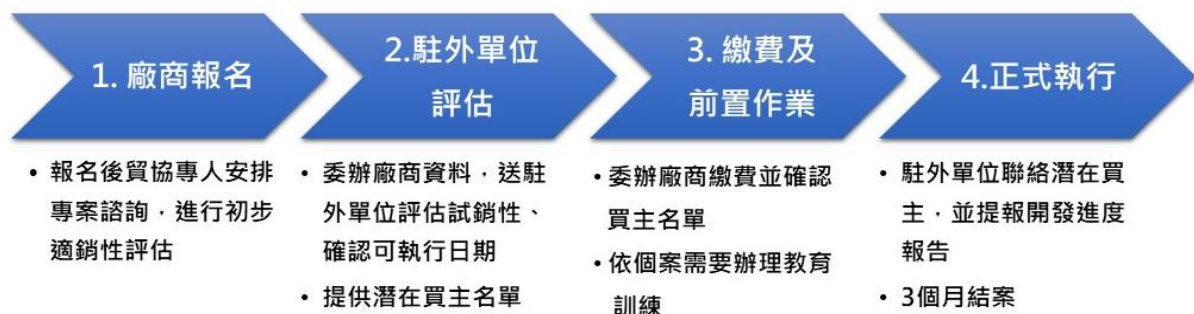 1. 廠商報名
2.駐外單位
評估
3. 繳費及
前置作業
4.正式執行
• 報名後貿協專人安排
專案諮詢，進行初步
適銷性評估
• 委辦廠商資料，送駐
外單位評估試銷性、
確認可執行日期
• 提供潛在買主名單
• 委辦廠商繳費並確認
買主名單
• 依個案需要辦理教育
訓練
• 駐外單位聯絡潛在買
主，並提報開發進度
報告
• 3個月結案